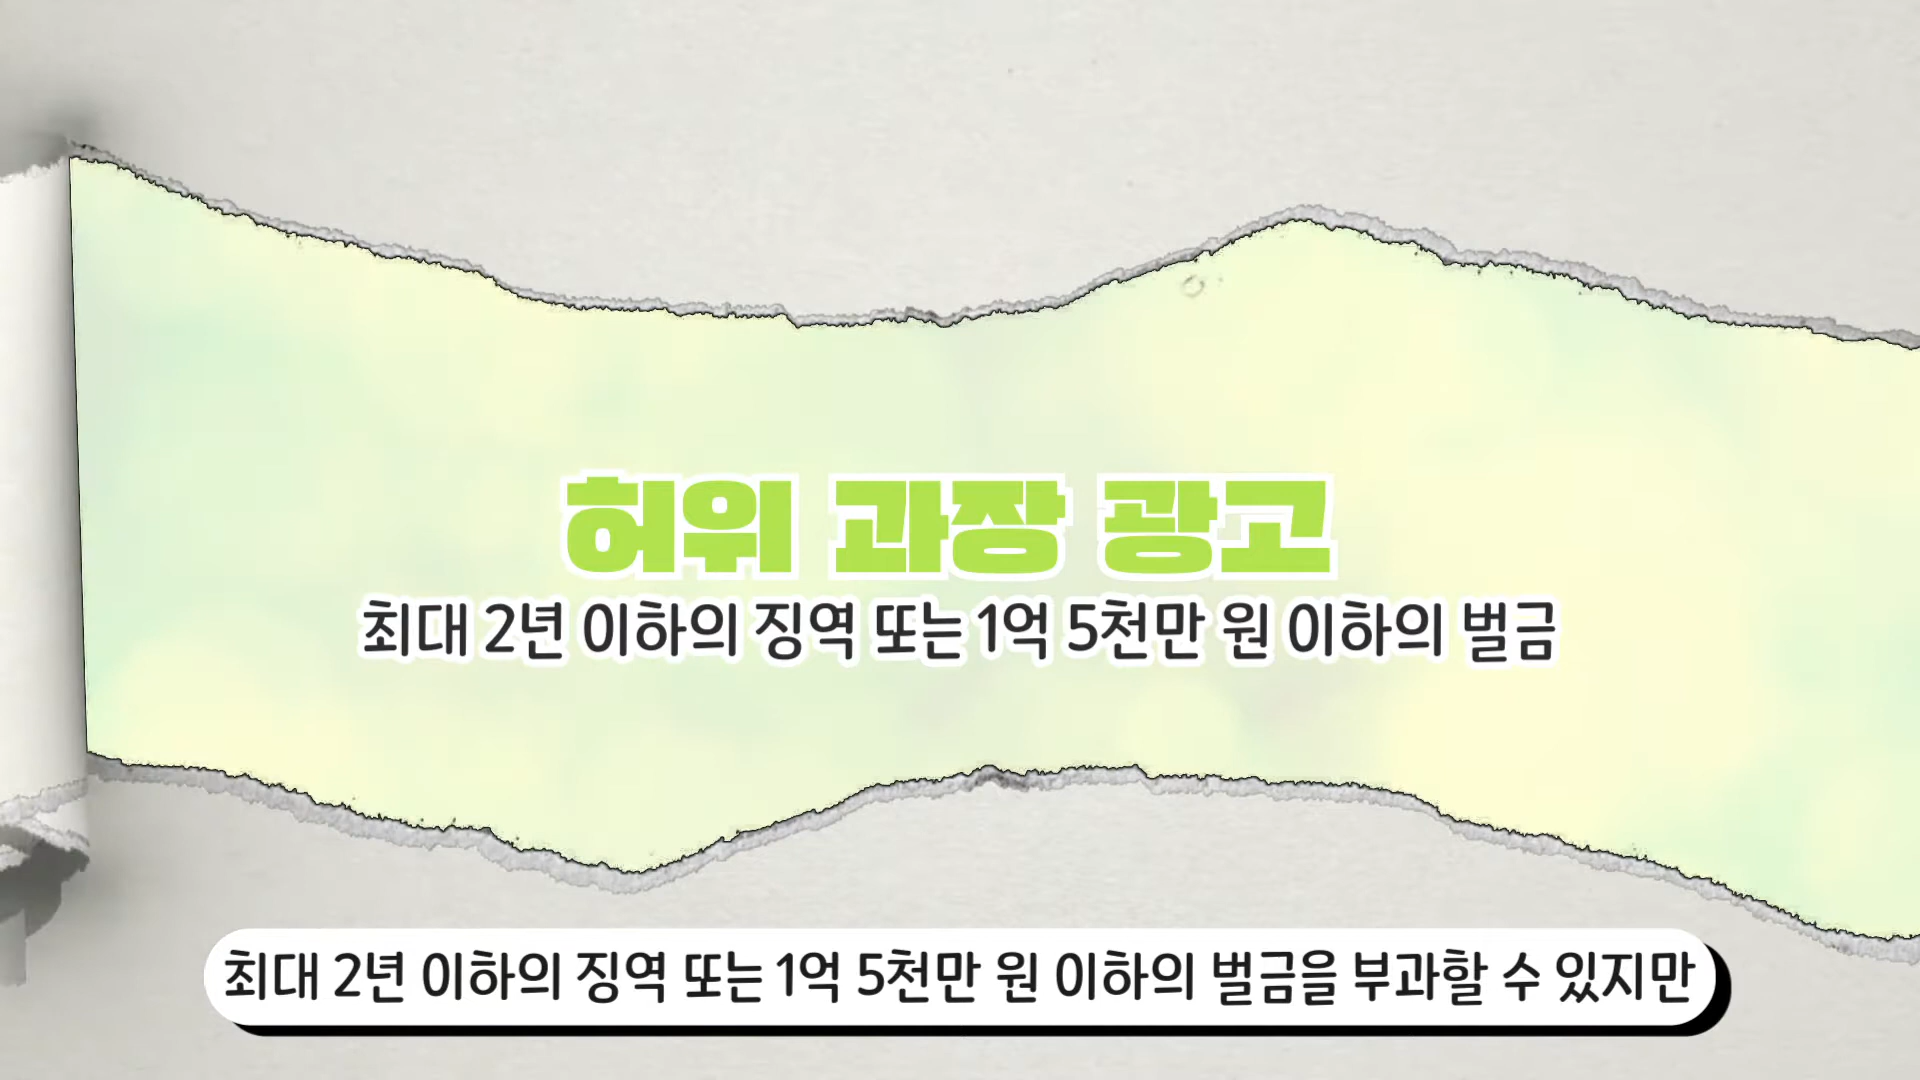 허위 과장 광고
최대 2년 이하의 징역 또는 1억 5천만 원 이하의 벌금
최대 2년 이하의 징역 또는 1억 5천만 원 이하의 벌금을 부과할 수 있지만